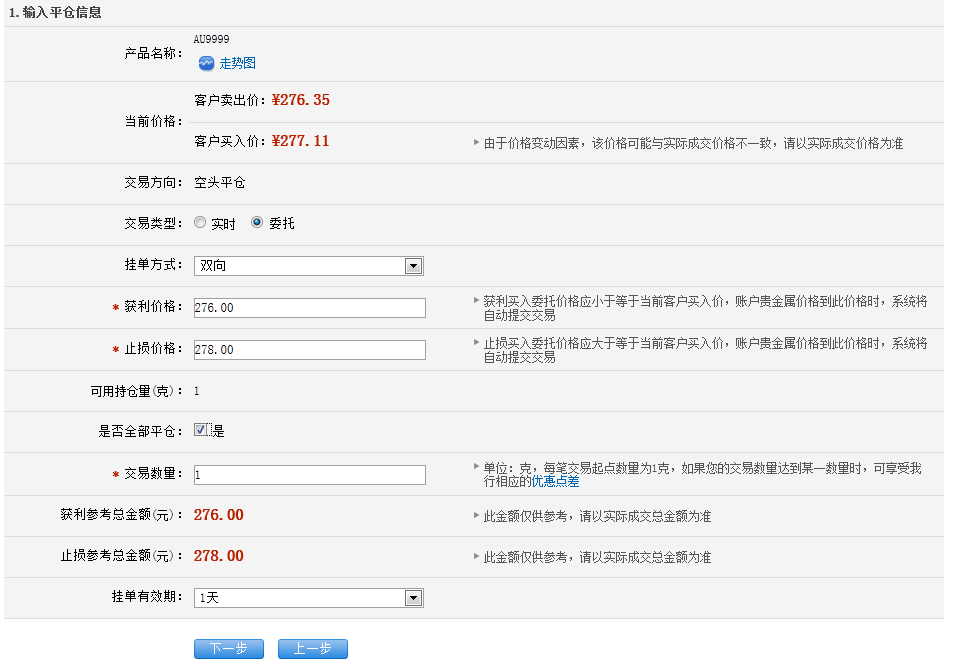 1. 输入平仓信息
产品名称：
AU9999
走势图
当前价格：
客户卖出价：¥276.35
客户买入价：¥277.11
由于价格变动因素，该价格可能与实际成交价格不一致，请以实际成交价格为准
交易方向： 空头平仓
交易类型： 实时 委托
挂单方式： 双向
* 获利价格： 276.00
获利买入委托价格应小于等于当前客户买入价，账户贵金属价格到此价格时，系统将
自动提交交易
* 止损价格： 278.00
止损买入委托价格应大于等于当前客户买入价，账户贵金属价格到此价格时，系统将
自动提交交易
可用持仓量(克)： 1
是否全部平仓： 是
* 交易数量： 1
单位：克，每笔交易起点数量为1克，如果您的交易数量达到某一数量时，可享受我
行相应的优惠点差
获利参考总金额(元)： 276.00 此金额仅供参考，请以实际成交总金额为准
止损参考总金额(元)： 278.00 此金额仅供参考，请以实际成交总金额为准
挂单有效期： 1天
下一步 上一步